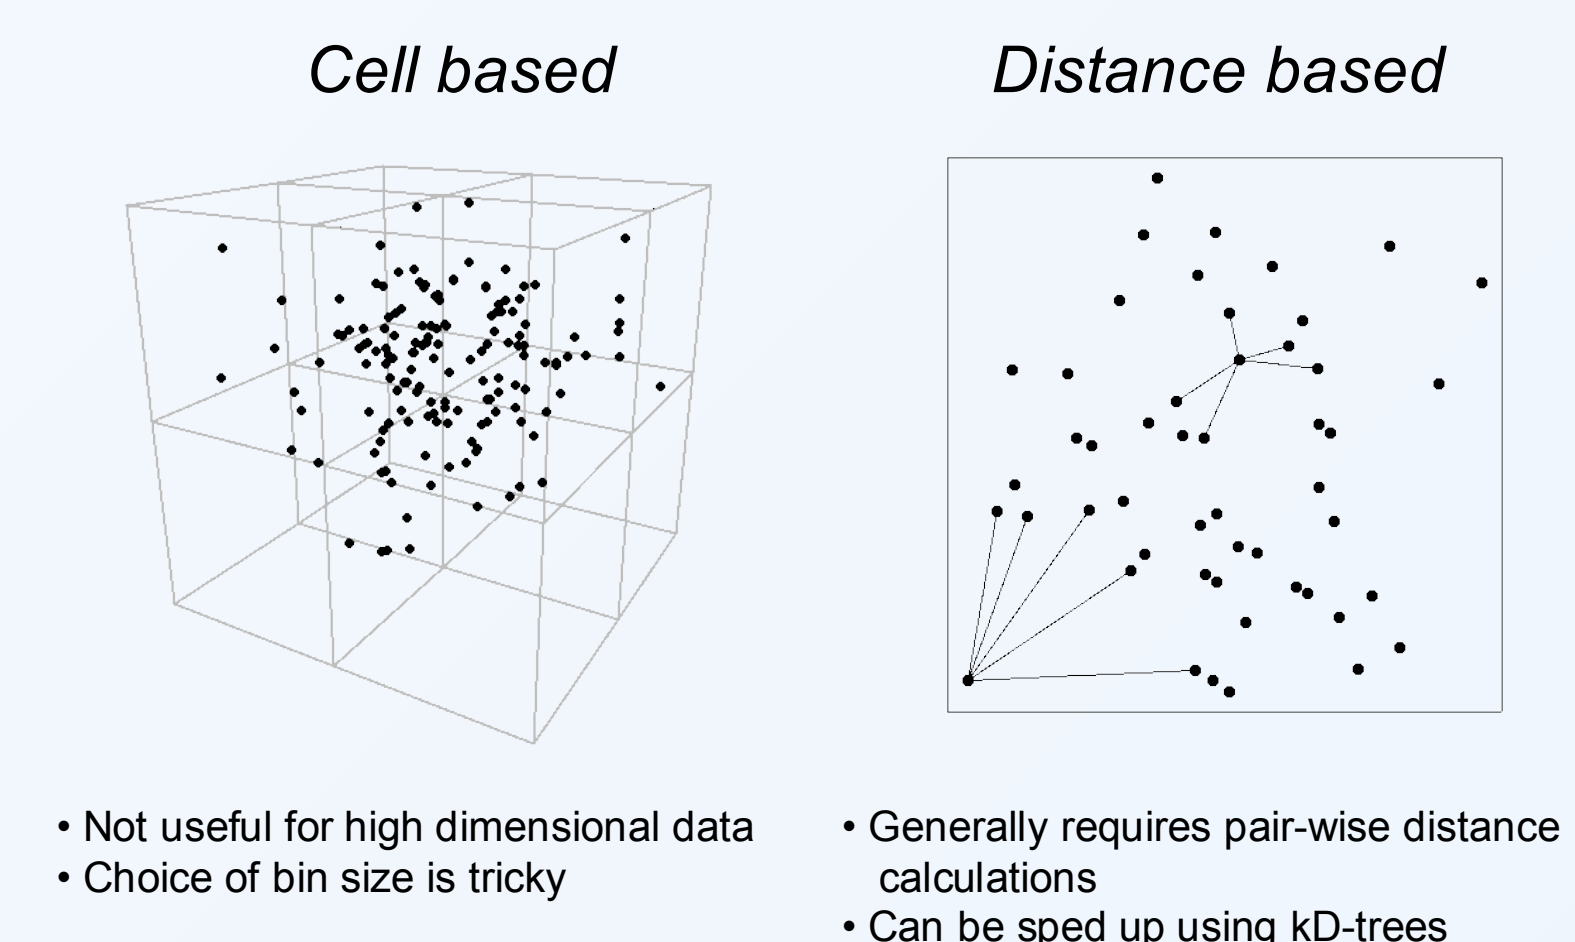 Cell based
Distance based
• Not useful for high dimensional data
• Choice of bin size is tricky
• Generally requires pair-wise distance
calculations
• Can be sped up using kD-trees